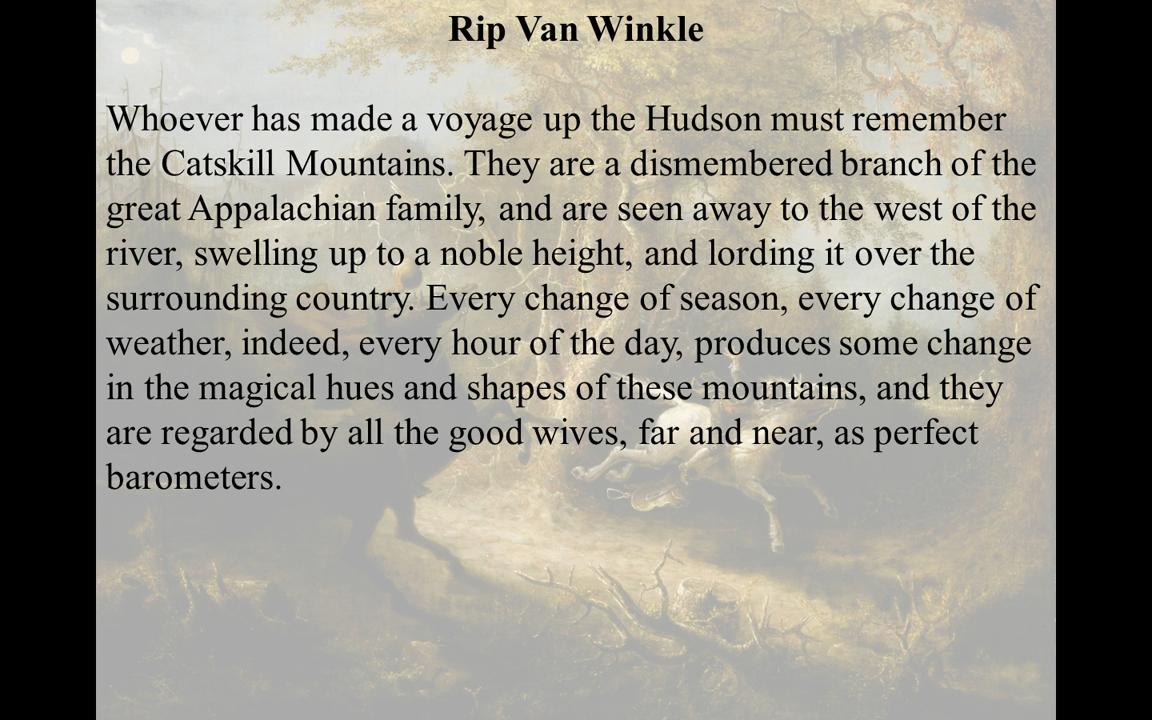 Rip Van Winkle
Whoever has made a voyage up the Hudson must remember
the Catskill Mountains. They are a dismembered branch of the
great Appalachian family, and are seen away to the west of the
river, swelling up to a noble height, and lording it over the
surrounding country. Every change of season, every change of
weather, indeed, every hour of the day, produces some change
in the magical hues and shapes of these mountains, and they
are regarded by all the good wives, far and near, as perfect
barometers.